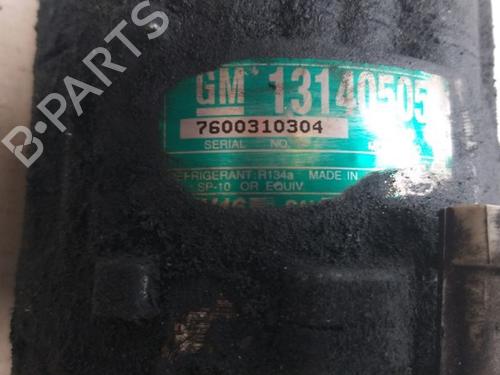 B-PARTS
GM 13140505
7600310304
SERIAL NO.
REFRIGERANT:R134a MADE IN
SP-10 OR EQUIV